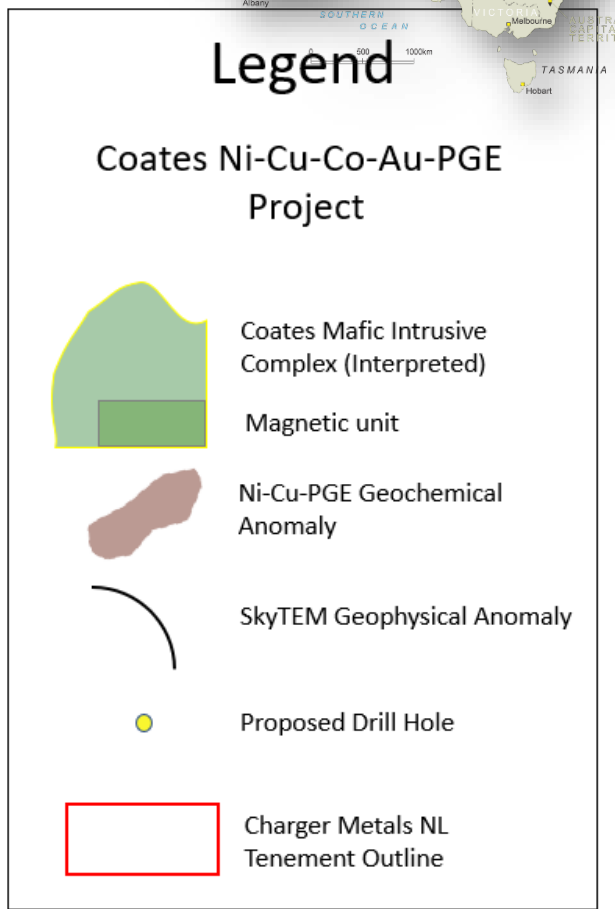 Albany
SOUTHERN
OCEAN
VICTORIA
Melbourne
TASMANIA
Hobart
0 500 1000km
Legend
Coates Ni-Cu-Co-Au-PGE
Project
Coates Mafic Intrusive
Complex (Interpreted)
Magnetic unit
Ni-Cu-PGE Geochemical
Anomaly
SkyTEM Geophysical Anomaly
Proposed Drill Hole
Charger Metals NL
Tenement Outline